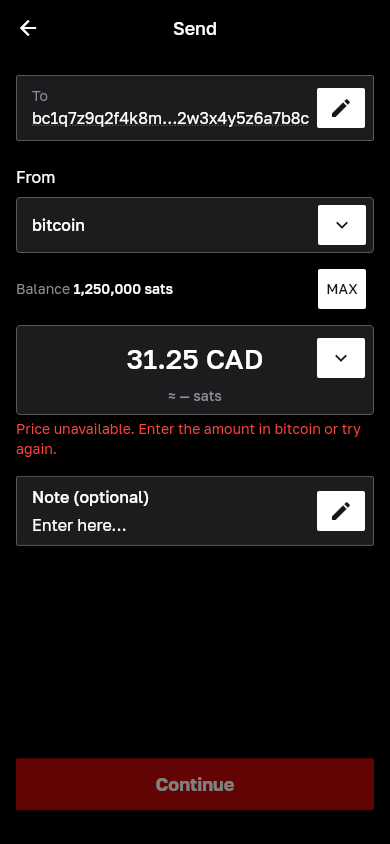 Send
To
bc1q7z9q2f4k8m...2w3x4y5z6a7b8c
From
bitcoin
Balance 1,250,000 sats
MAX
31.25 CAD
≈ — sats
Price unavailable. Enter the amount in bitcoin or try
again.
Note (optional)
Enter here...
Continue